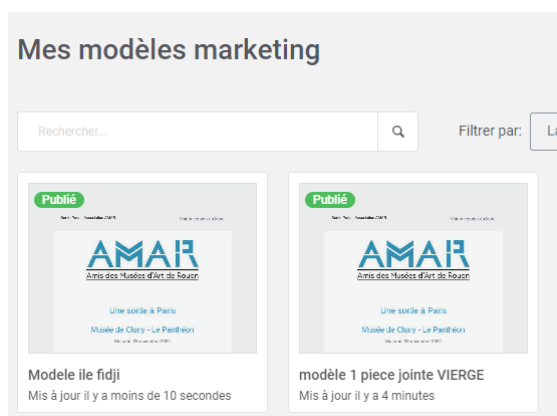 Mes modèles marketing
Rechercher...
Filtrer par:
Publié
AMAR
Amis des Musées d'Art de Rouen
Une sortie à Paris
Musée de Cluny - Le Panthéon
Modele ile fidji
Mis à jour il y a moins de 10 secondes
Publié
AMAR
Amis des Musées d'Art de Rouen
Une sortie à Paris
Musée de Cluny - Le Panthéon
modèle 1 piece jointe VIERGE
Mis à jour il y a 4 minutes